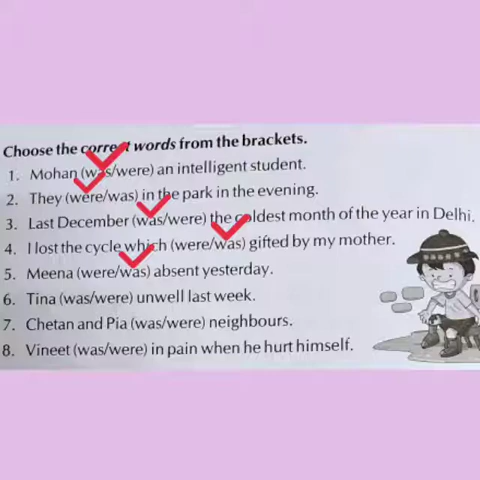 Choose the correct words from the brackets.
1. Mohan (was/were) an intelligent student.
2. They (were/was) in the park in the evening.
3. Last December (was/were) the coldest month of the year in Delhi.
4. I lost the cycle which (were/was) gifted by my mother.
5. Meena (were/was) absent yesterday.
6. Tina (was/were) unwell last week.
7. Chetan and Pia (was/were) neighbours.
8. Vineet (was/were) in pain when he hurt himself.